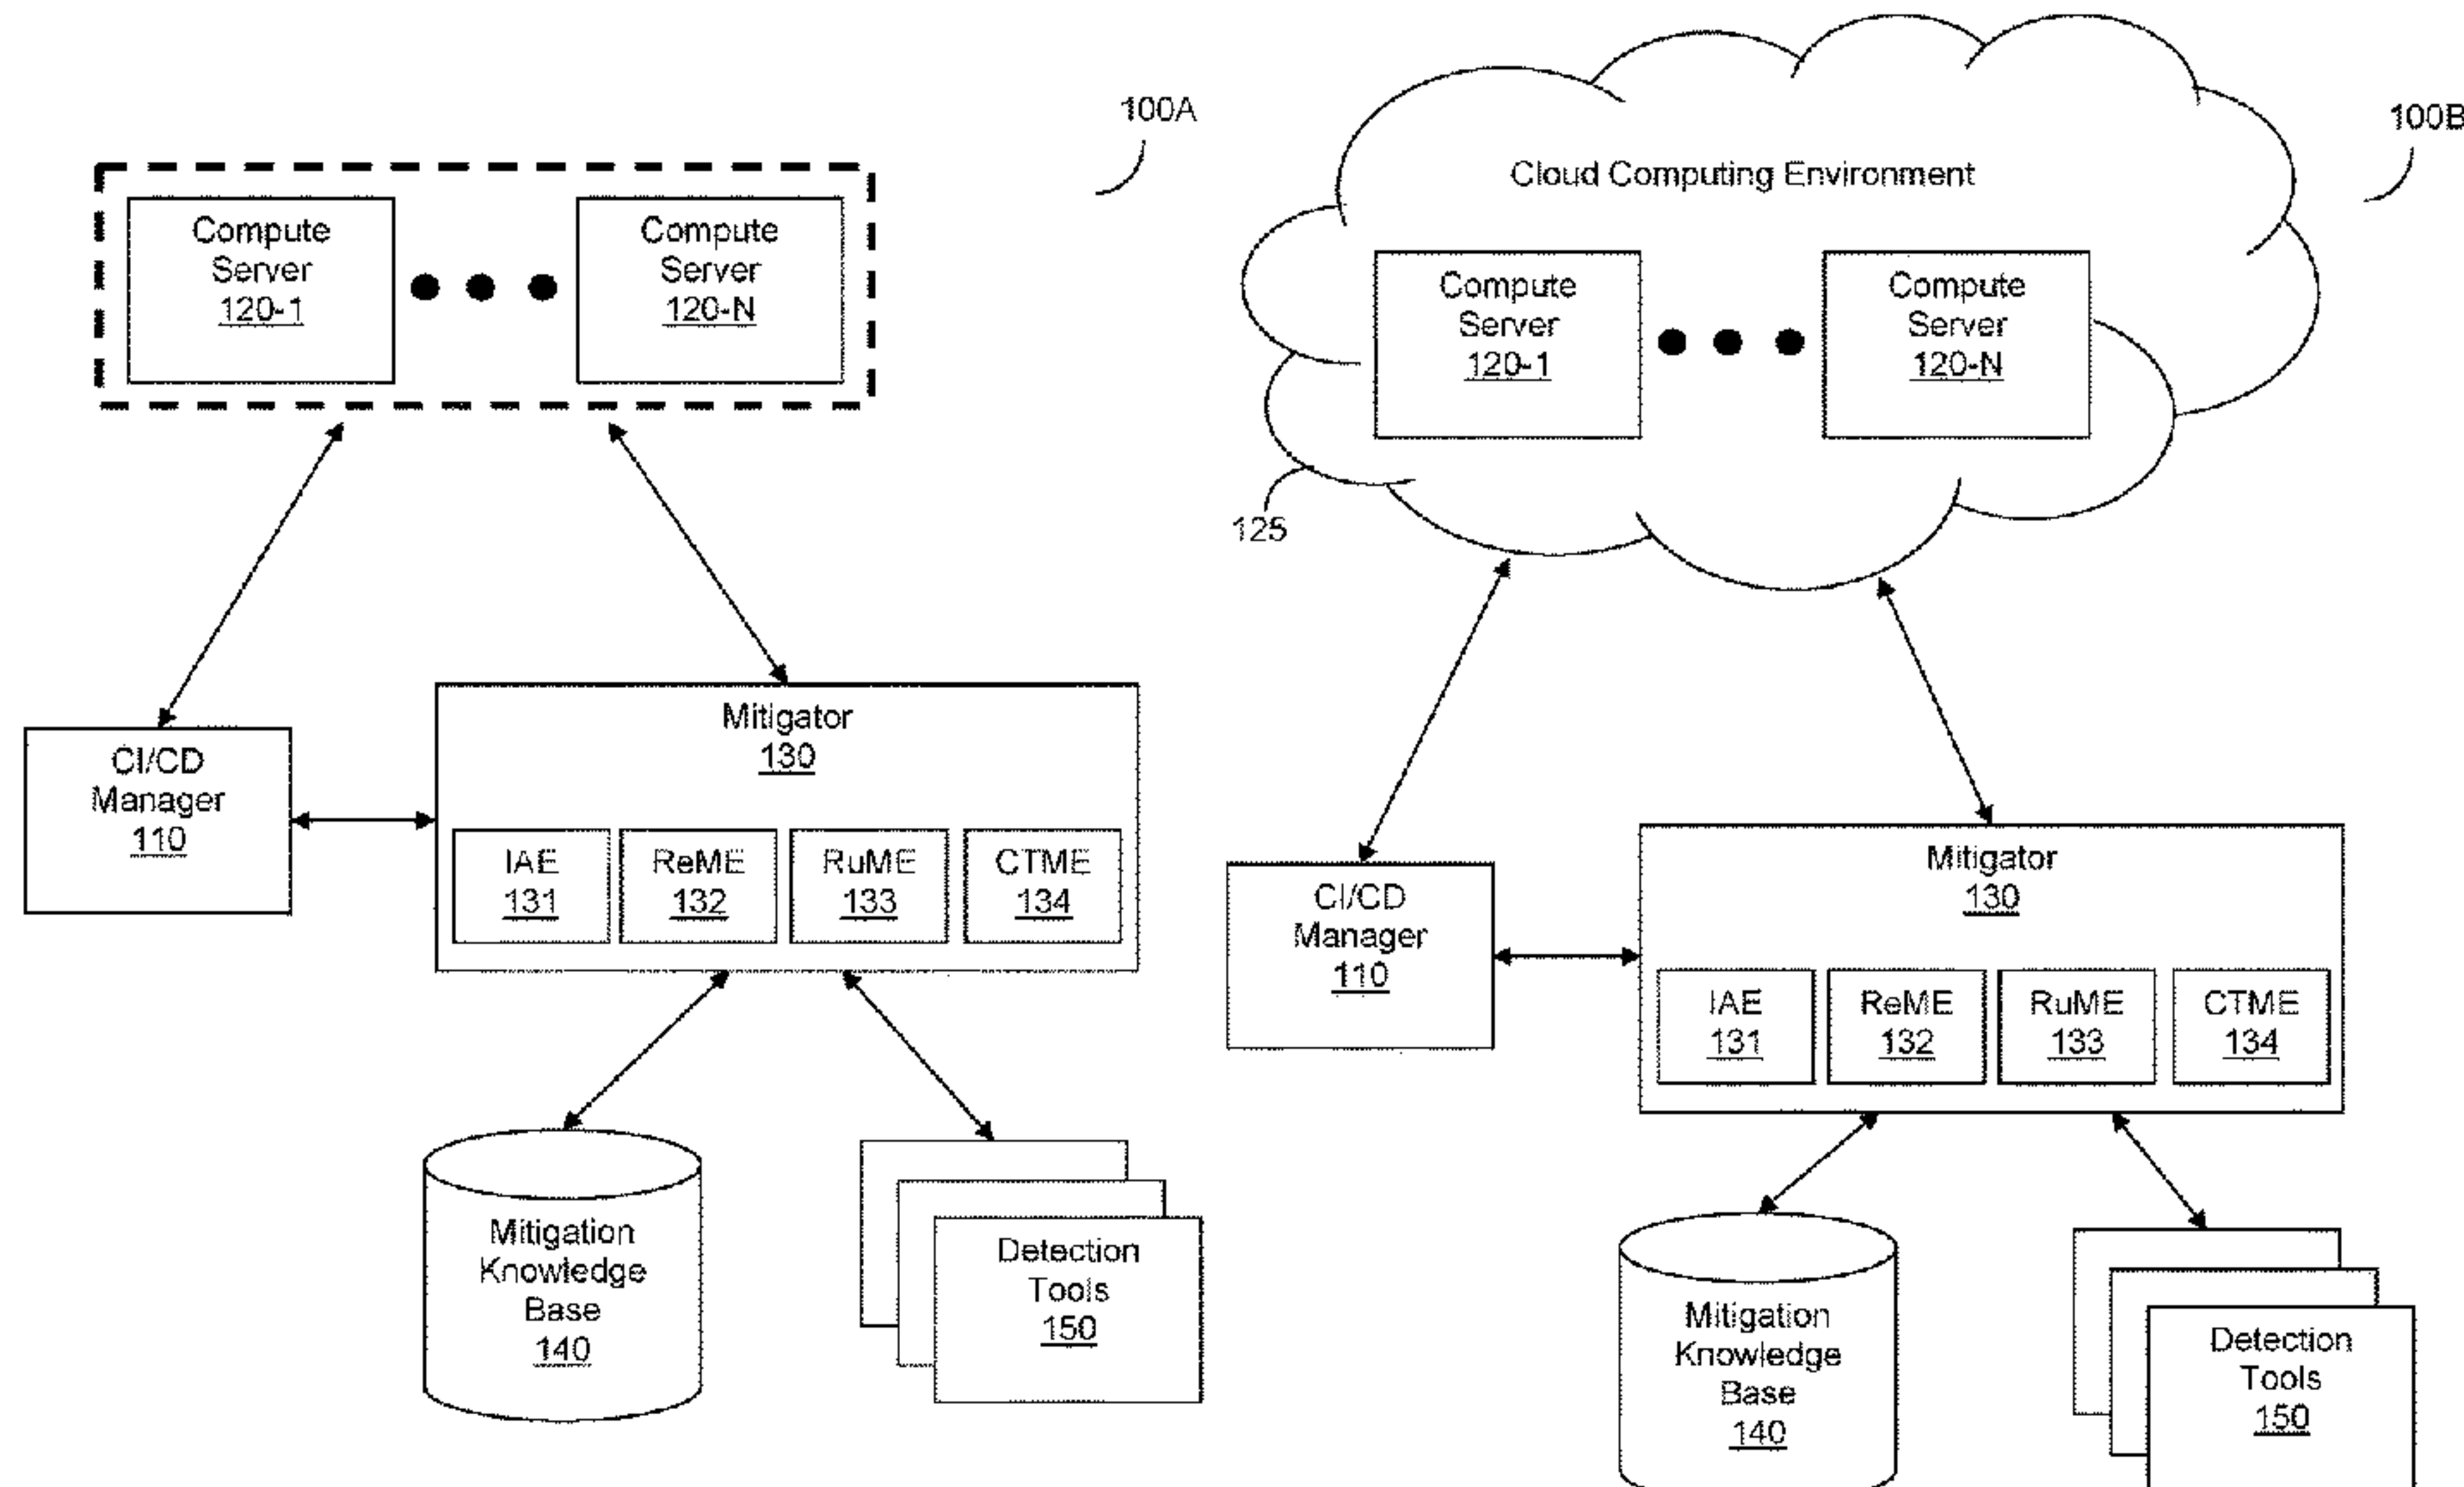 100A
Compute
Server
120-1
Compute
Server
120-N
CI/CD
Manager
110
Mitigator
130
IAE
131
ReME
132
RuME
133
CTME
134
Mitigation
Knowledge
Base
140
Detection
Tools
150
100B
Cloud Computing Environment
Compute
Server
120-1
Compute
Server
120-N
125
CI/CD
Manager
110
Mitigator
130
IAE
131
ReME
132
RuME
133
CTME
134
Mitigation
Knowledge
Base
140
Detection
Tools
150